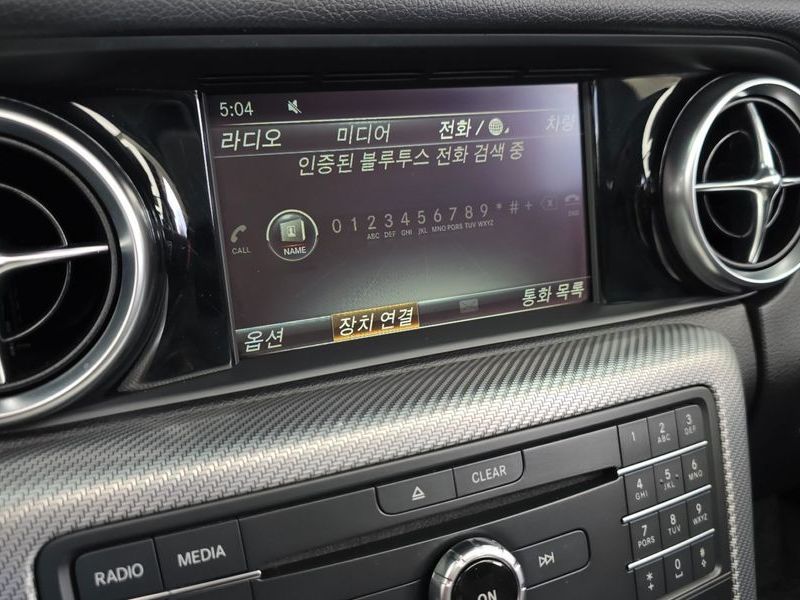 5:04
라디오 미디어 전화 / 차량
인증된 블루투스 전화 검색 중
CALL NAME 0 1 2 3 4 5 6 7 8 9 * # + END
ABC DEF GHI JKL MNO PQRS TUV WXYZ
옵션 장치 연결 통화 목록
RADIO MEDIA CLEAR
ON
1 2 ABC 3 DEF
4 GHI 5 JKL 6 MNO
7 PQRS 8 TUV 9 WXYZ
* + 0 #